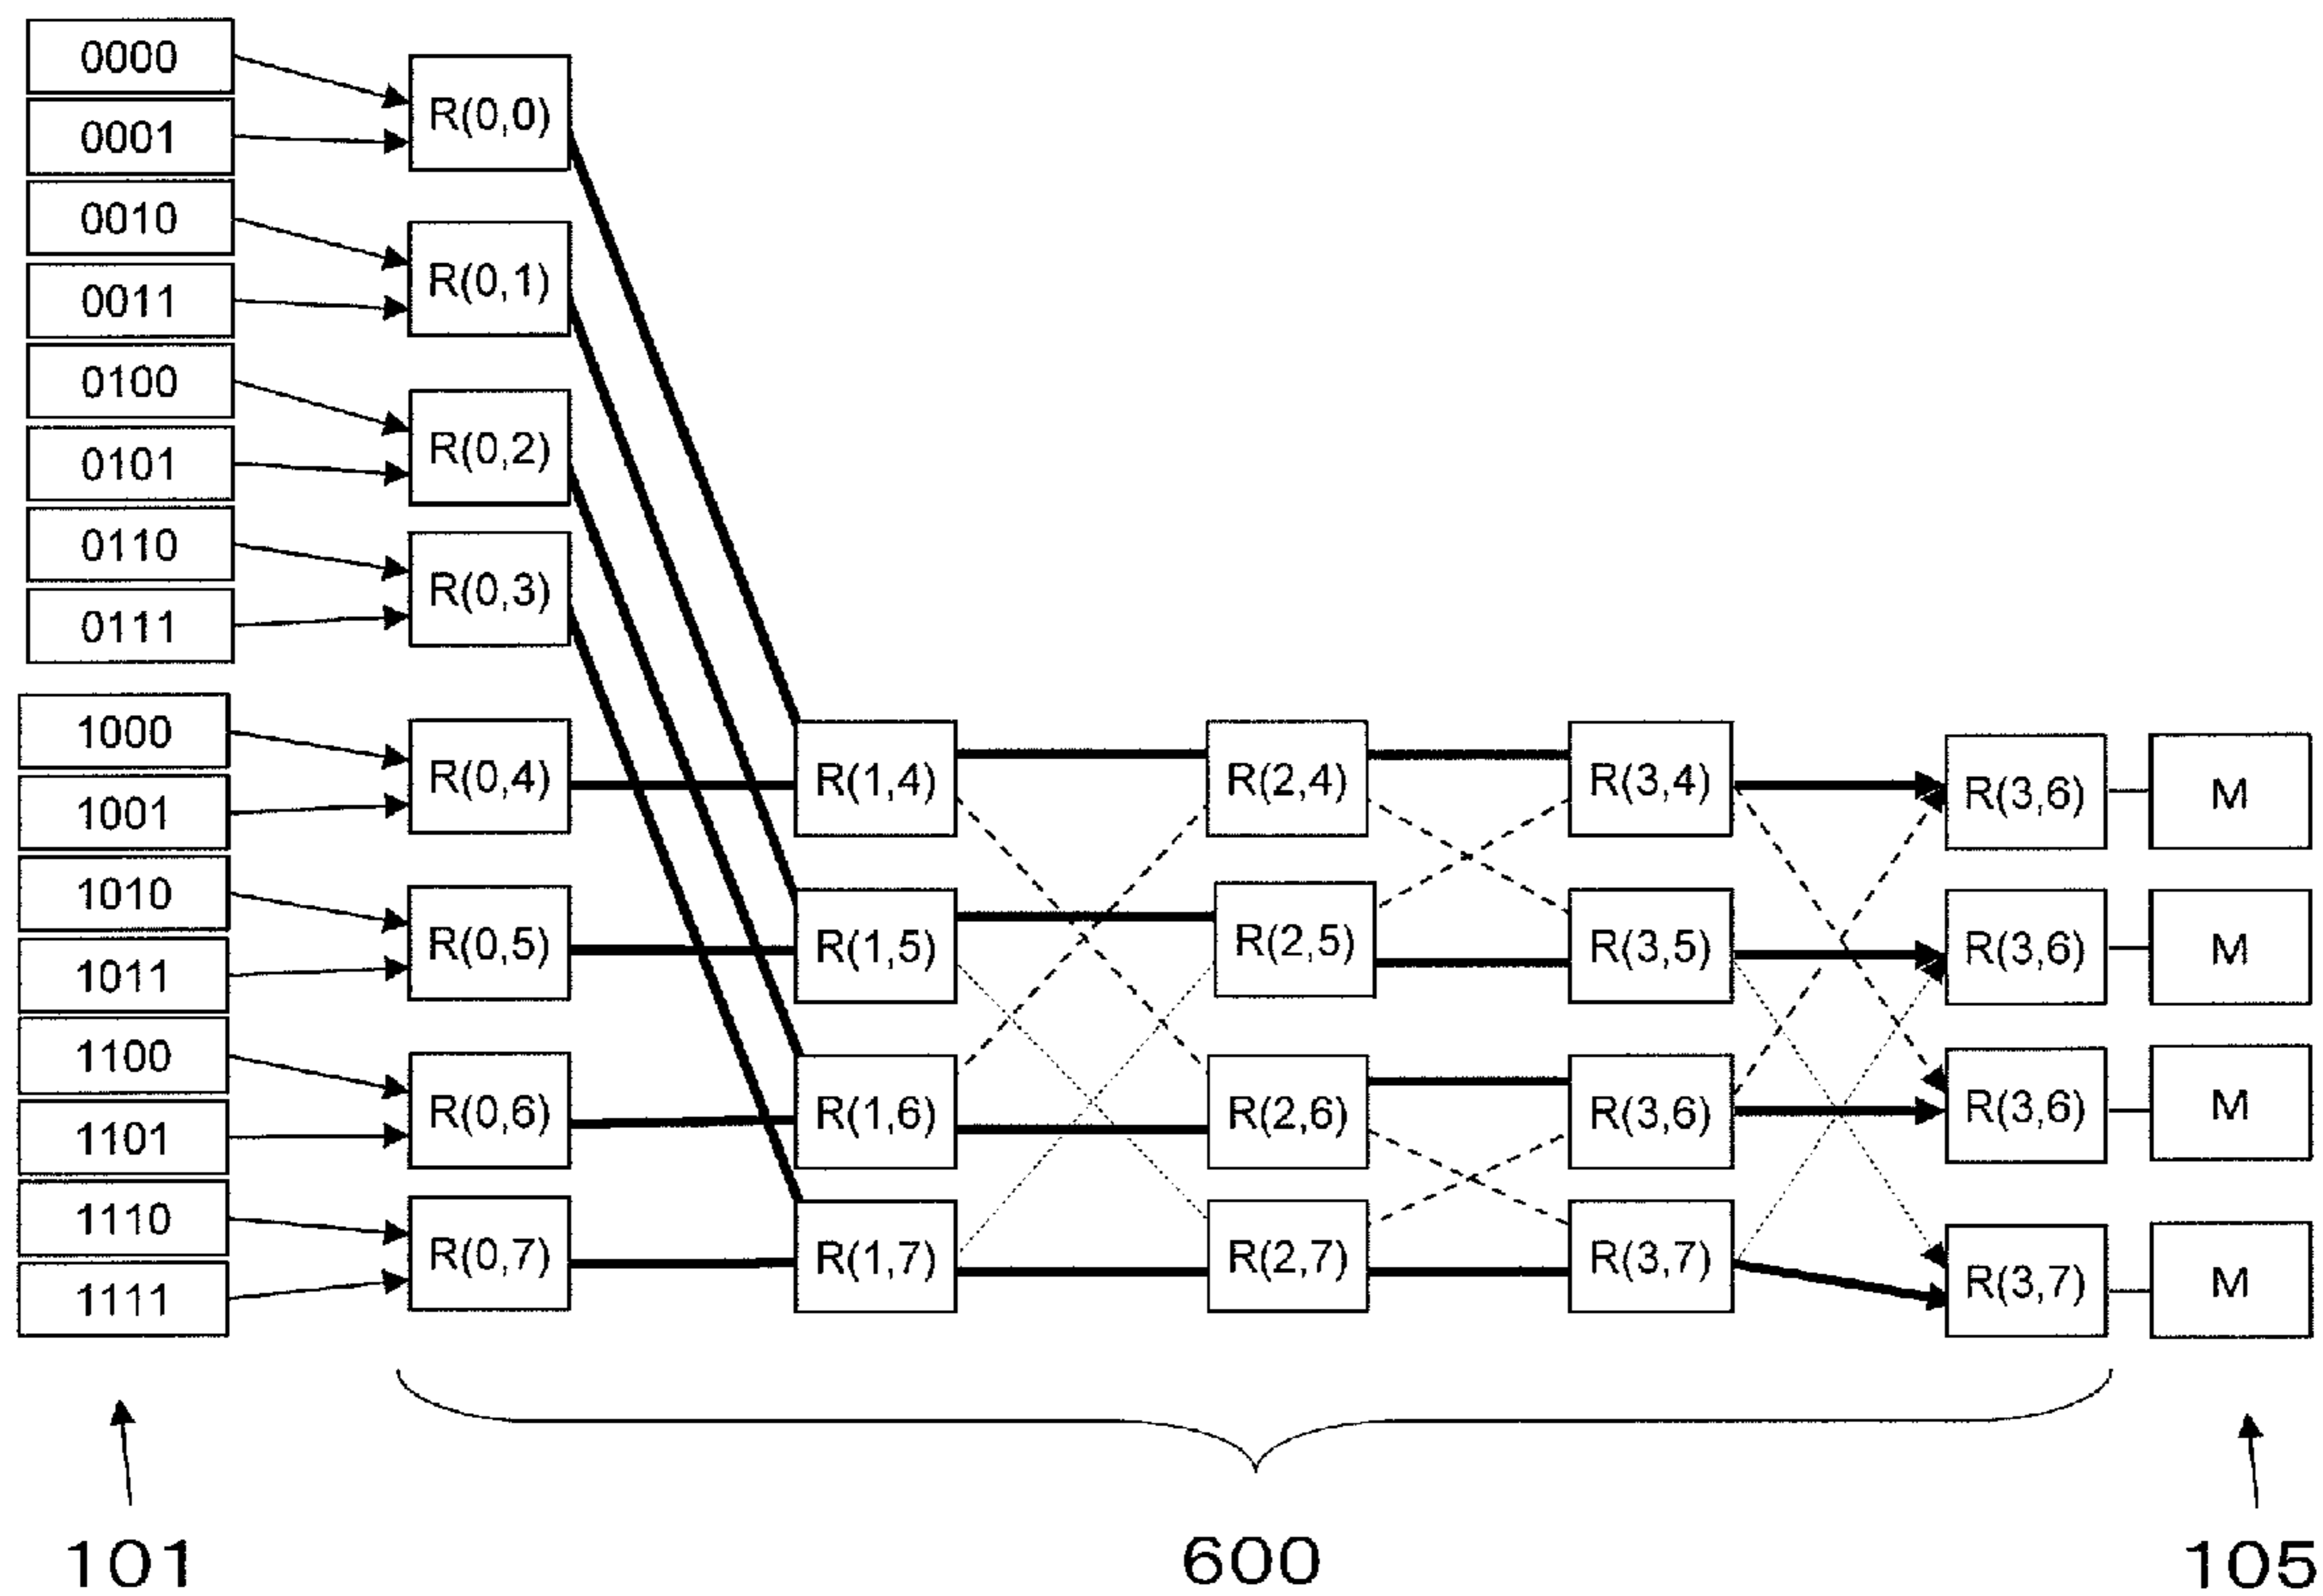 0000
0001
0010
0011
0100
0101
0110
0111
1000
1001
1010
1011
1100
1101
1110
1111
R(0,0)
R(0,1)
R(0,2)
R(0,3)
R(0,4)
R(0,5)
R(0,6)
R(0,7)
R(1,4)
R(1,5)
R(1,6)
R(1,7)
R(2,4)
R(2,5)
R(2,6)
R(2,7)
R(3,4)
R(3,5)
R(3,6)
R(3,7)
R(3,6)
R(3,6)
R(3,6)
R(3,7)
M
M
M
M
101
600
105